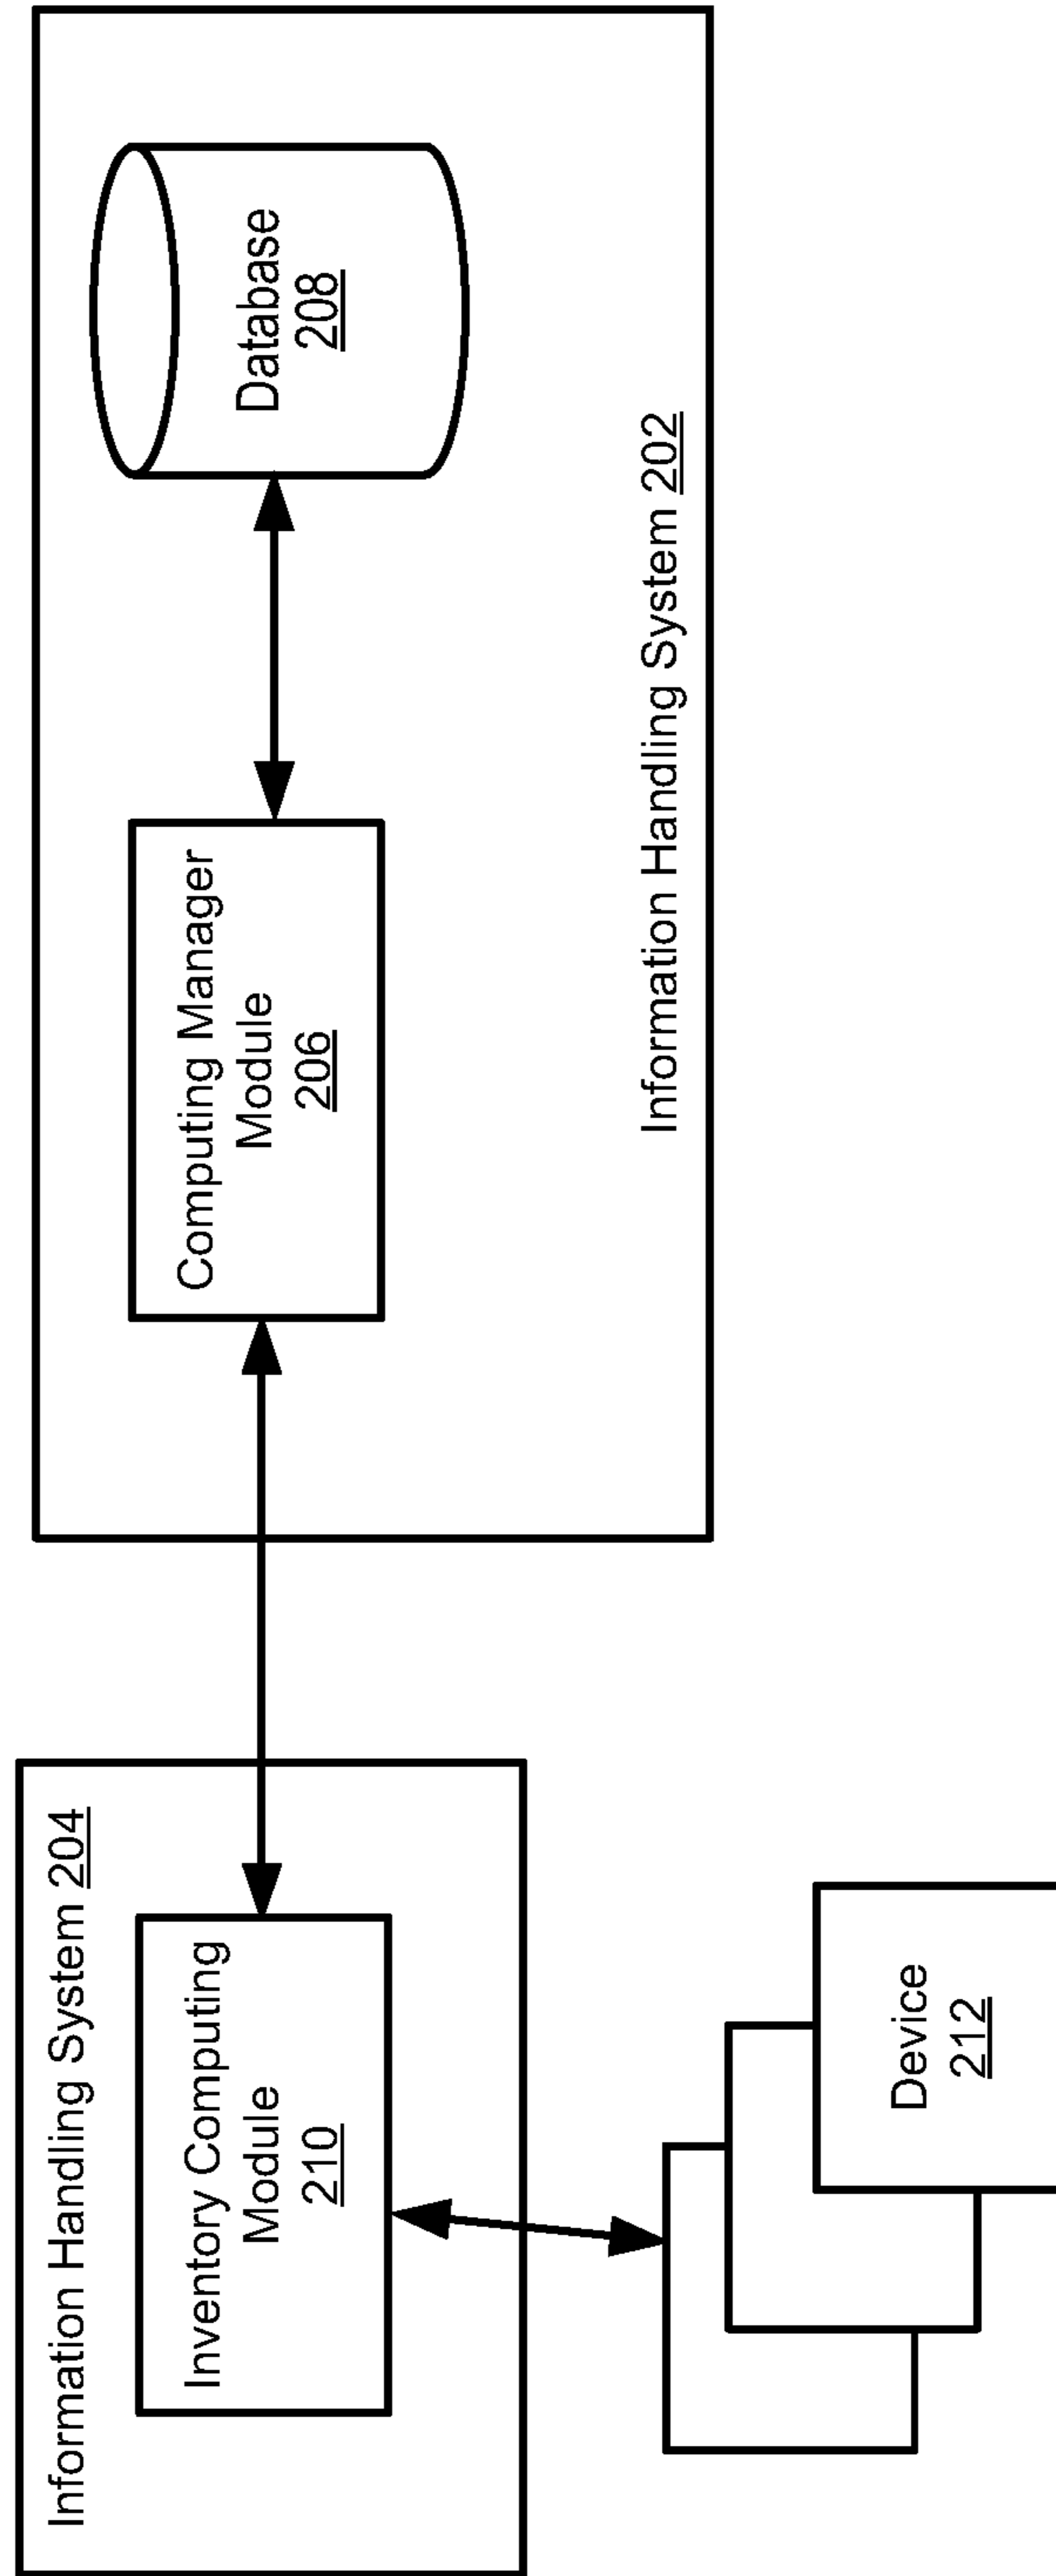 Information Handling System 204
Inventory Computing
Module
210
Device
212
Computing Manager
Module
206
Database
208
Information Handling System 202